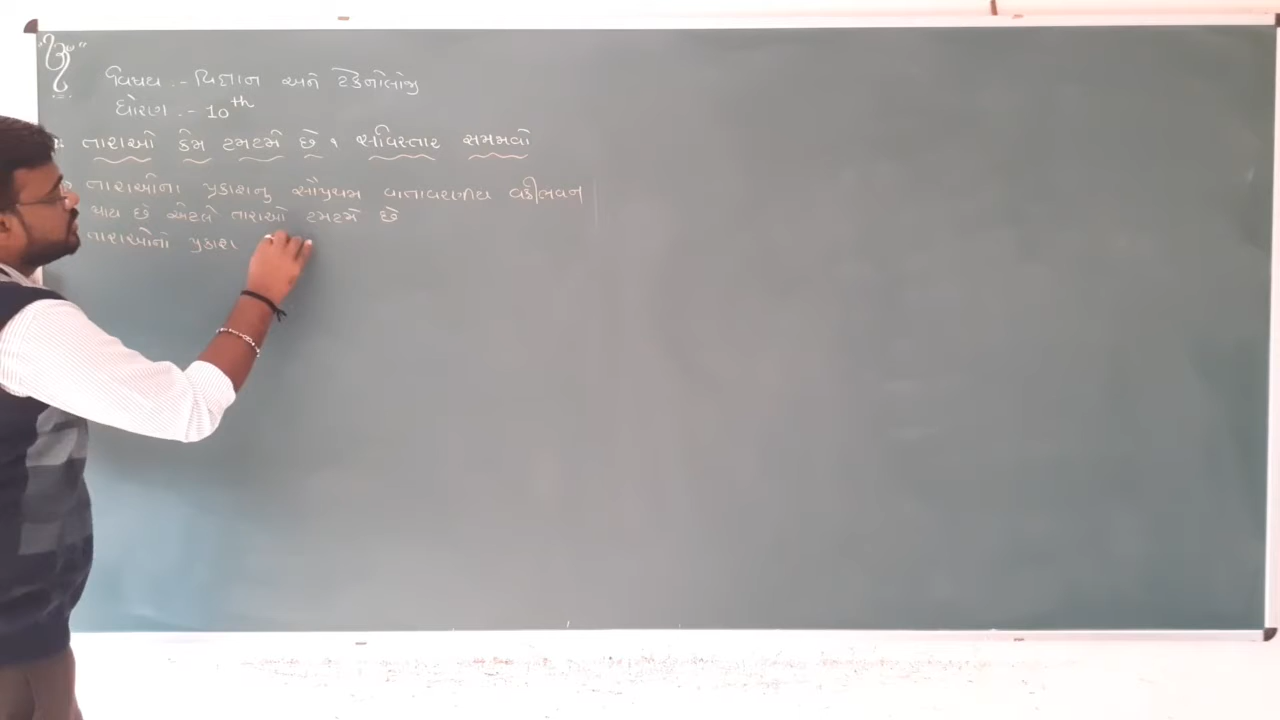 ૐ
વિષય :- વિજ્ઞાન અને ટેકનોલોજી
ધોરણ :- 10th
તારાઓ કેમ ટમટમે છે ? સવિસ્તાર સમજાવો
તારાઓના પ્રકાશનુ સૌપ્રથમ વાતાવરણીય વક્રીભવન
થાય છે એટલે તારાઓ ટમટમે છે
તારાઓનો પ્રકાશ